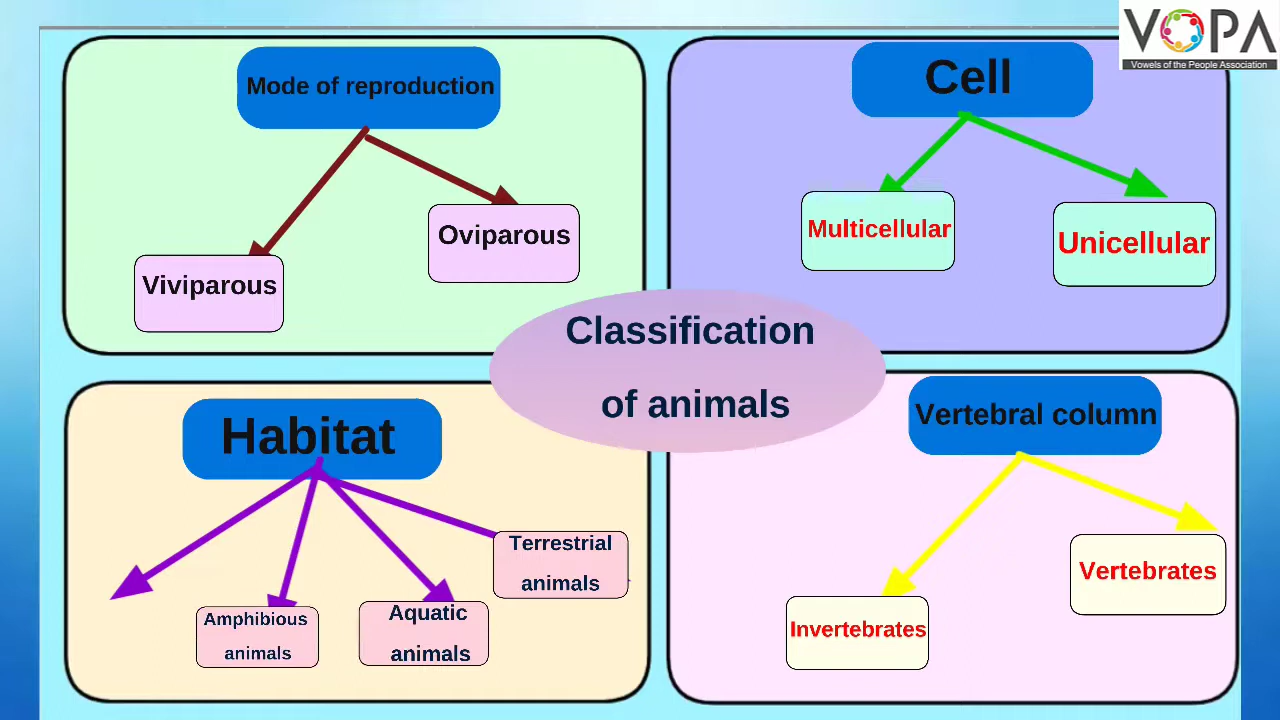 VOPA
Vowels of the People Association
Mode of reproduction
Viviparous
Oviparous
Cell
Multicellular
Unicellular
Classification
of animals
Habitat
Amphibious
animals
Aquatic
animals
Terrestrial
animals
Vertebral column
Invertebrates
Vertebrates